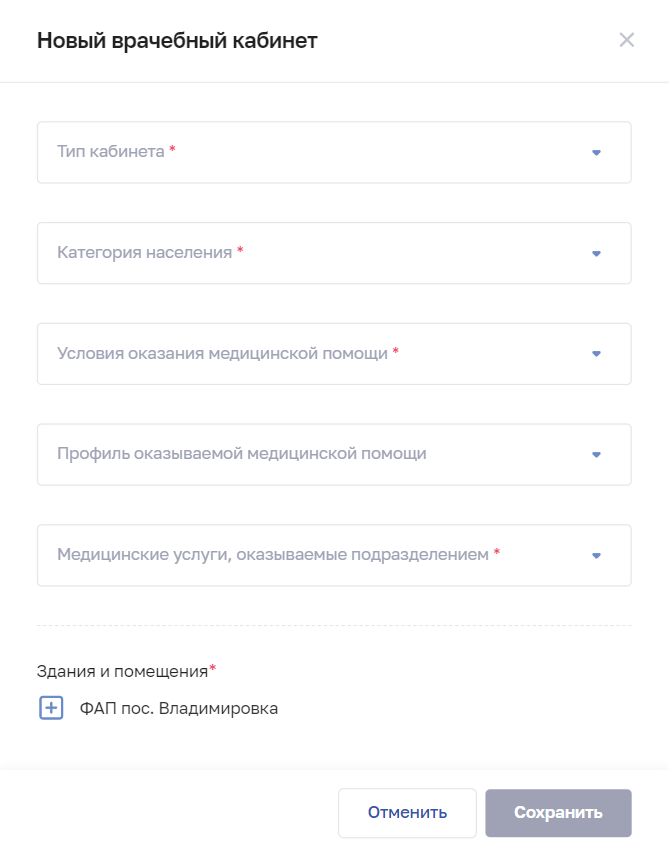 Новый врачебный кабинет
Тип кабинета *
Категория населения *
Условия оказания медицинской помощи *
Профиль оказываемой медицинской помощи
Медицинские услуги, оказываемые подразделением *
Здания и помещения*
ФАП пос. Владимировка
Отменить Сохранить